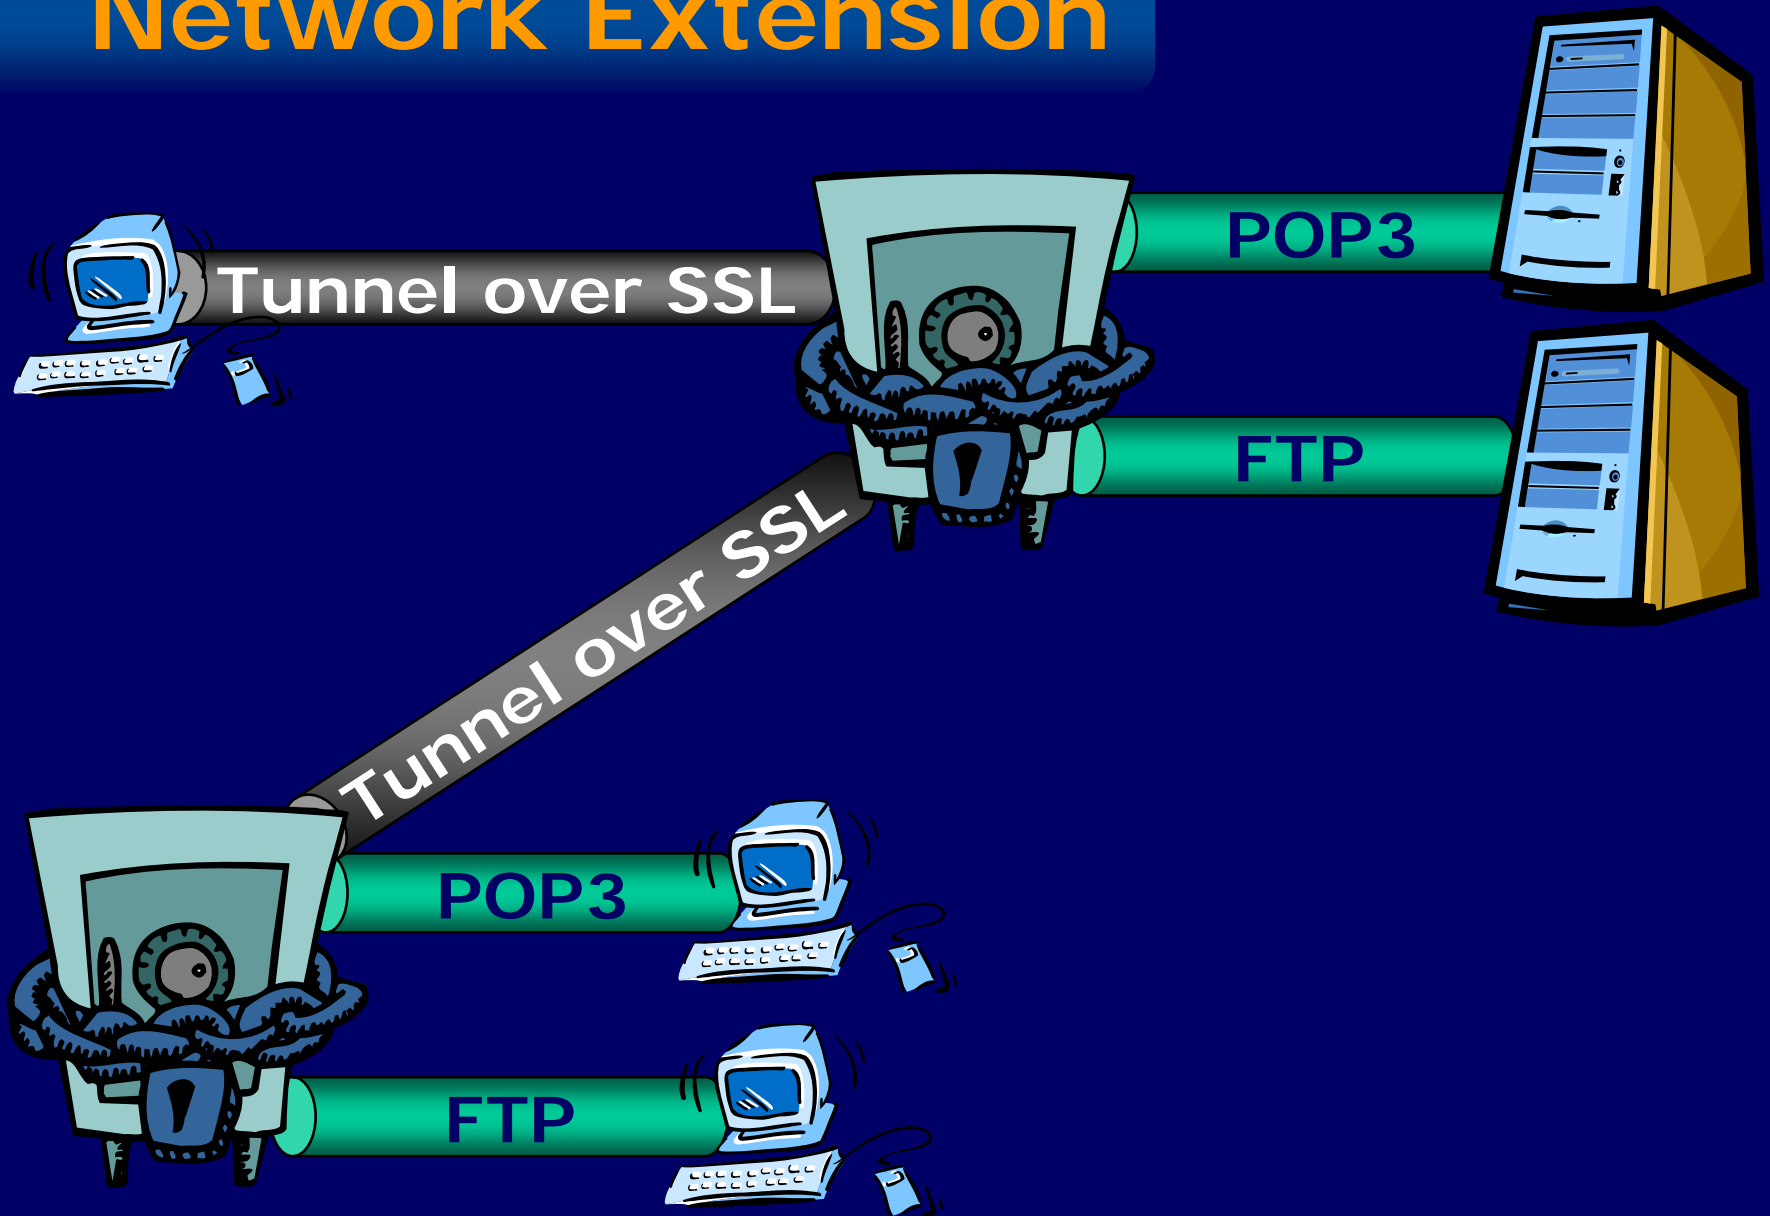 Network Extension
POP3
Tunnel over SSL
FTP
Tunnel over SSL
POP3
FTP